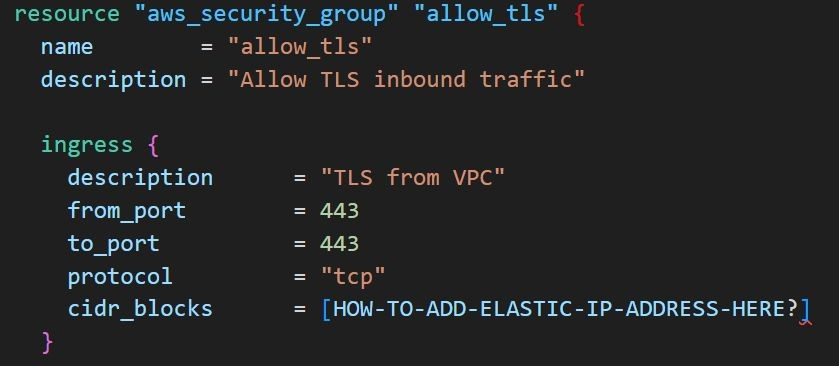 resource "aws_security_group" "allow_tls" {
  name        = "allow_tls"
  description = "Allow TLS inbound traffic"

  ingress {
    description      = "TLS from VPC"
    from_port        = 443
    to_port          = 443
    protocol         = "tcp"
    cidr_blocks      = [HOW-TO-ADD-ELASTIC-IP-ADDRESS-HERE?]
  }